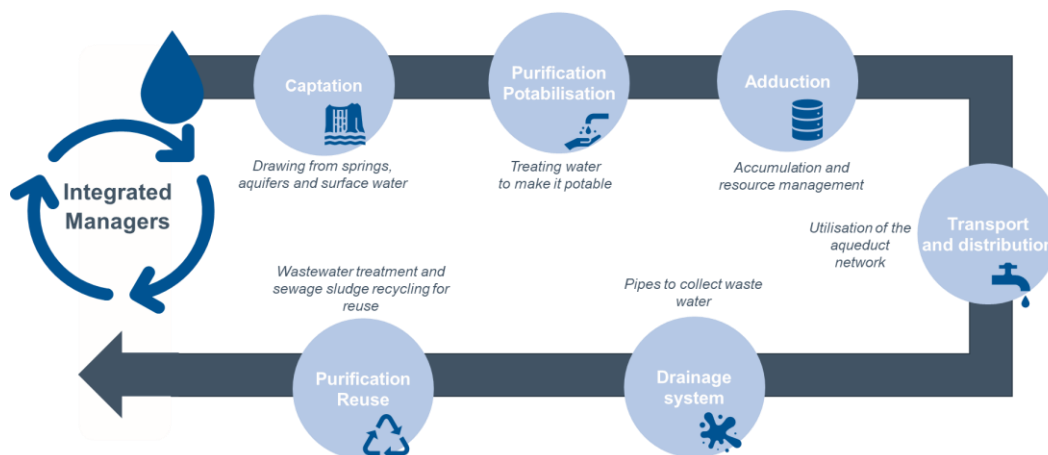 Captation
Purification
Potabilisation
Adduction
Drawing from springs,
aquifers and surface water
Treating water
to make it potable
Accumulation and
resource management
Integrated
Managers
Utilisation of the
aqueduct
network
Transport
and distribution
Wastewater treatment and
sewage sludge recycling for
reuse
Pipes to collect waste
water
Purification
Reuse
Drainage
system